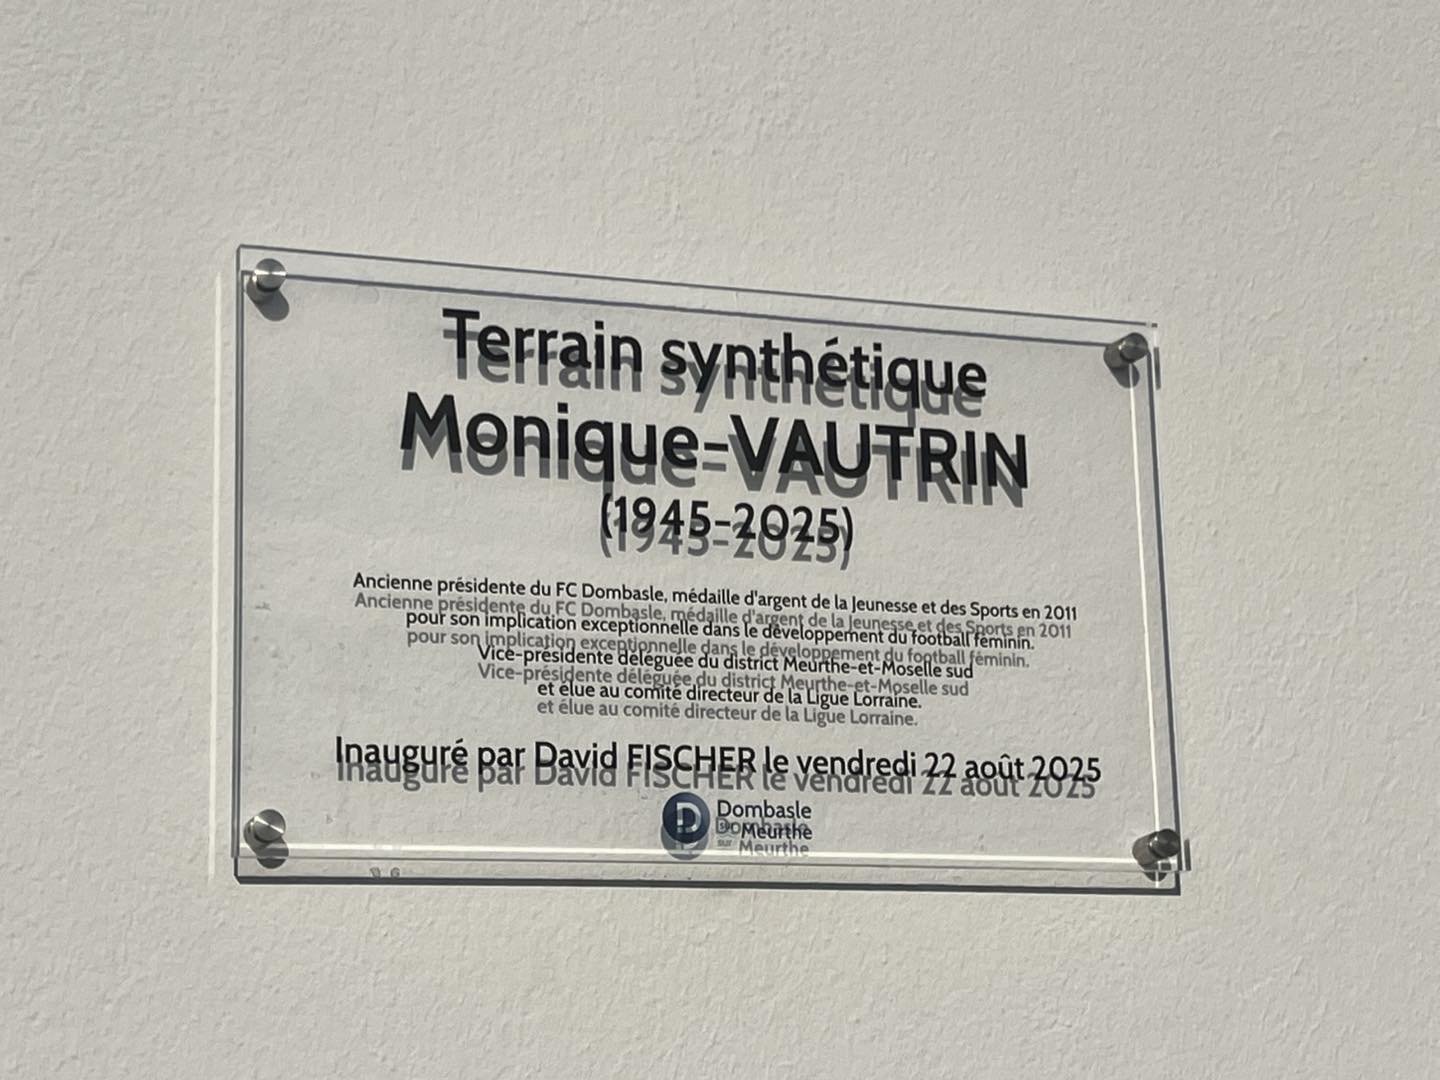 Terrain synthétique
Monique-VAUTRIN
(1945-2025)
Ancienne présidente du FC Dombasle, médaille d'argent de la Jeunesse et des Sports en 2011
pour son implication exceptionnelle dans le développement du football féminin.
Vice-présidente déléguée du district Meurthe-et-Moselle sud
et élue au comité directeur de la Ligue Lorraine.
Inauguré par David FISCHER le vendredi 22 août 2025
Dombasle
sur Meurthe